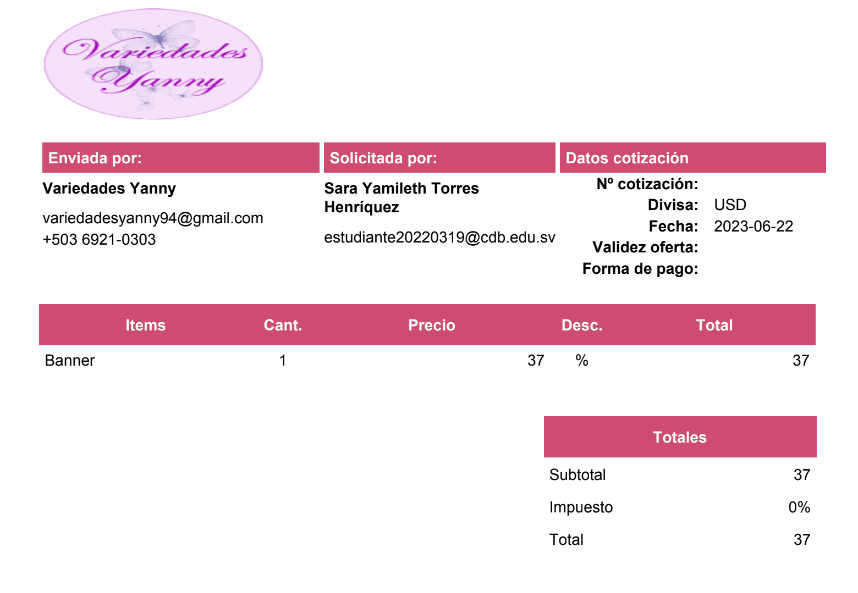 Variedades
Yanny
Enviada por:
Variedades Yanny
variedadesyanny94@gmail.com
+503 6921-0303
Solicitada por:
Sara Yamileth Torres
Henríquez
estudiante20220319@cdb.edu.sv
Datos cotización
Nº cotización:
Divisa: USD
Fecha: 2023-06-22
Validez oferta:
Forma de pago:
Items Cant. Precio Desc. Total
Banner 1 37 % 37
Totales
Subtotal 37
Impuesto 0%
Total 37